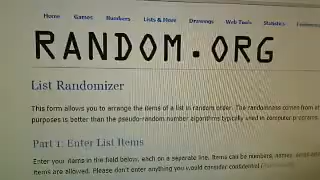 Home Games Numbers Lists & More Drawings Web Tools Statistics
RANDOM.ORG
List Randomizer
This form allows you to arrange the items of a list in random order. The randomness comes from
purposes is better than the pseudo-random number algorithms typically used in computer programs.
Part 1: Enter List Items
Enter your items in the field below, each on a separate line. Items can be numbers, names,
items are allowed. Please don't enter anything you would consider confidential